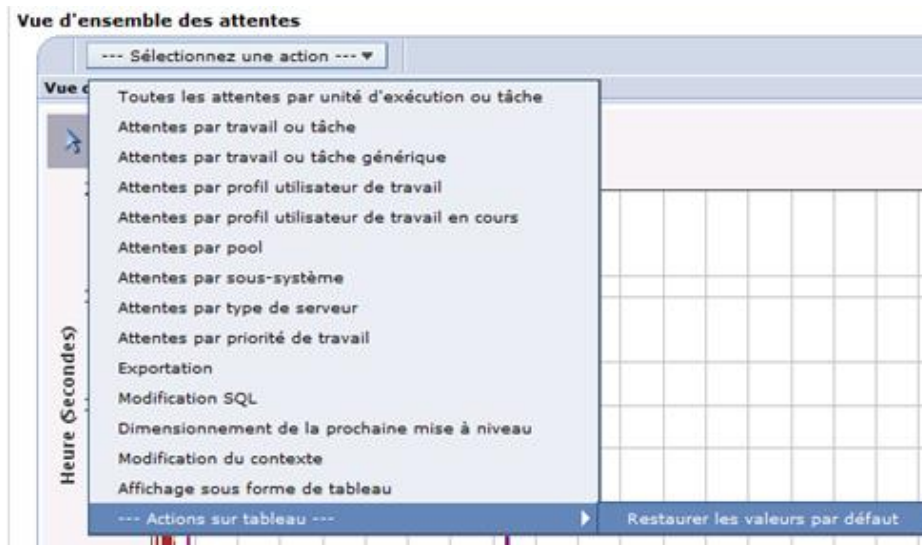 Vue d'ensemble des attentes
--- Sélectionnez une action ---
Vue
Toutes les attentes par unité d'exécution ou tâche
Attentes par travail ou tâche
Attentes par travail ou tâche générique
Attentes par profil utilisateur de travail
Attentes par profil utilisateur de travail en cours
Attentes par pool
Attentes par sous-système
Attentes par type de serveur
Attentes par priorité de travail
Exportation
Modification SQL
Dimensionnement de la prochaine mise à niveau
Modification du contexte
Affichage sous forme de tableau
--- Actions sur tableau ---
Restaurer les valeurs par défaut
Heure (Secondes)